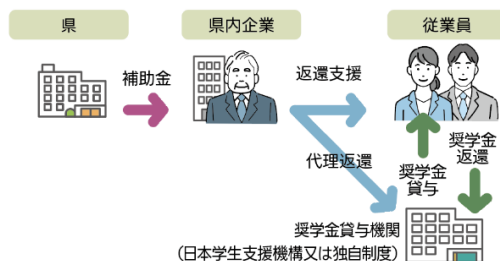 県
県内企業
従業員
補助金
返還支援
代理返還
奨学金
貸与
奨学金
返還
奨学金貸与機関
(日本学生支援機構又は独自制度)